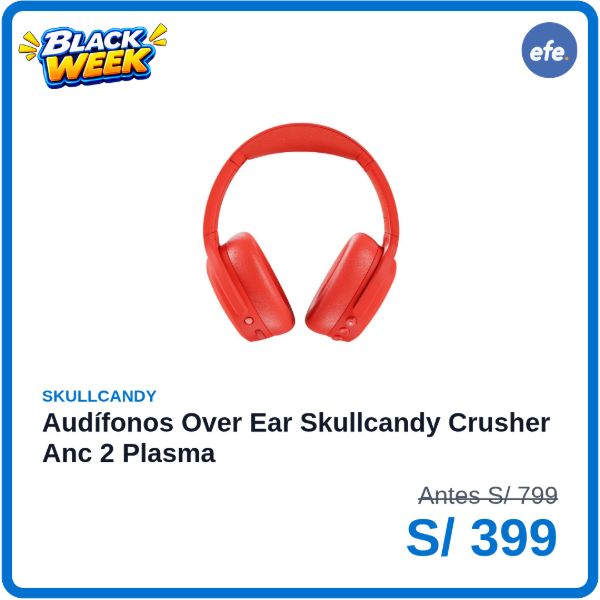 BLACK
WEEK
efe.
SKULLCANDY
Audífonos Over Ear Skullcandy Crusher
Anc 2 Plasma
Antes S/ 799
S/ 399